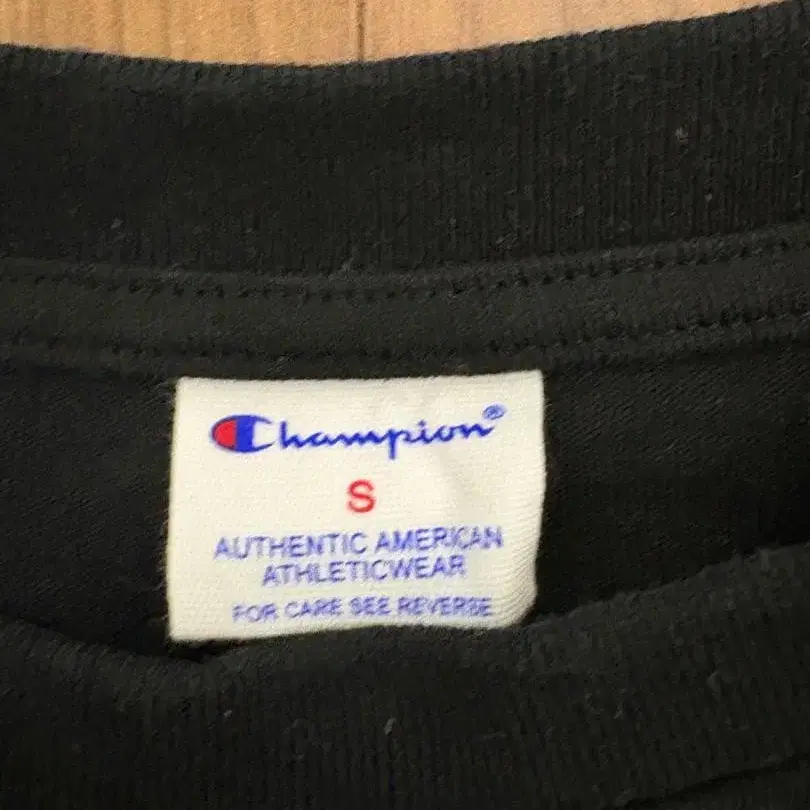 Champion®
S
AUTHENTIC AMERICAN
ATHLETICWEAR
FOR CARE SEE REVERSE